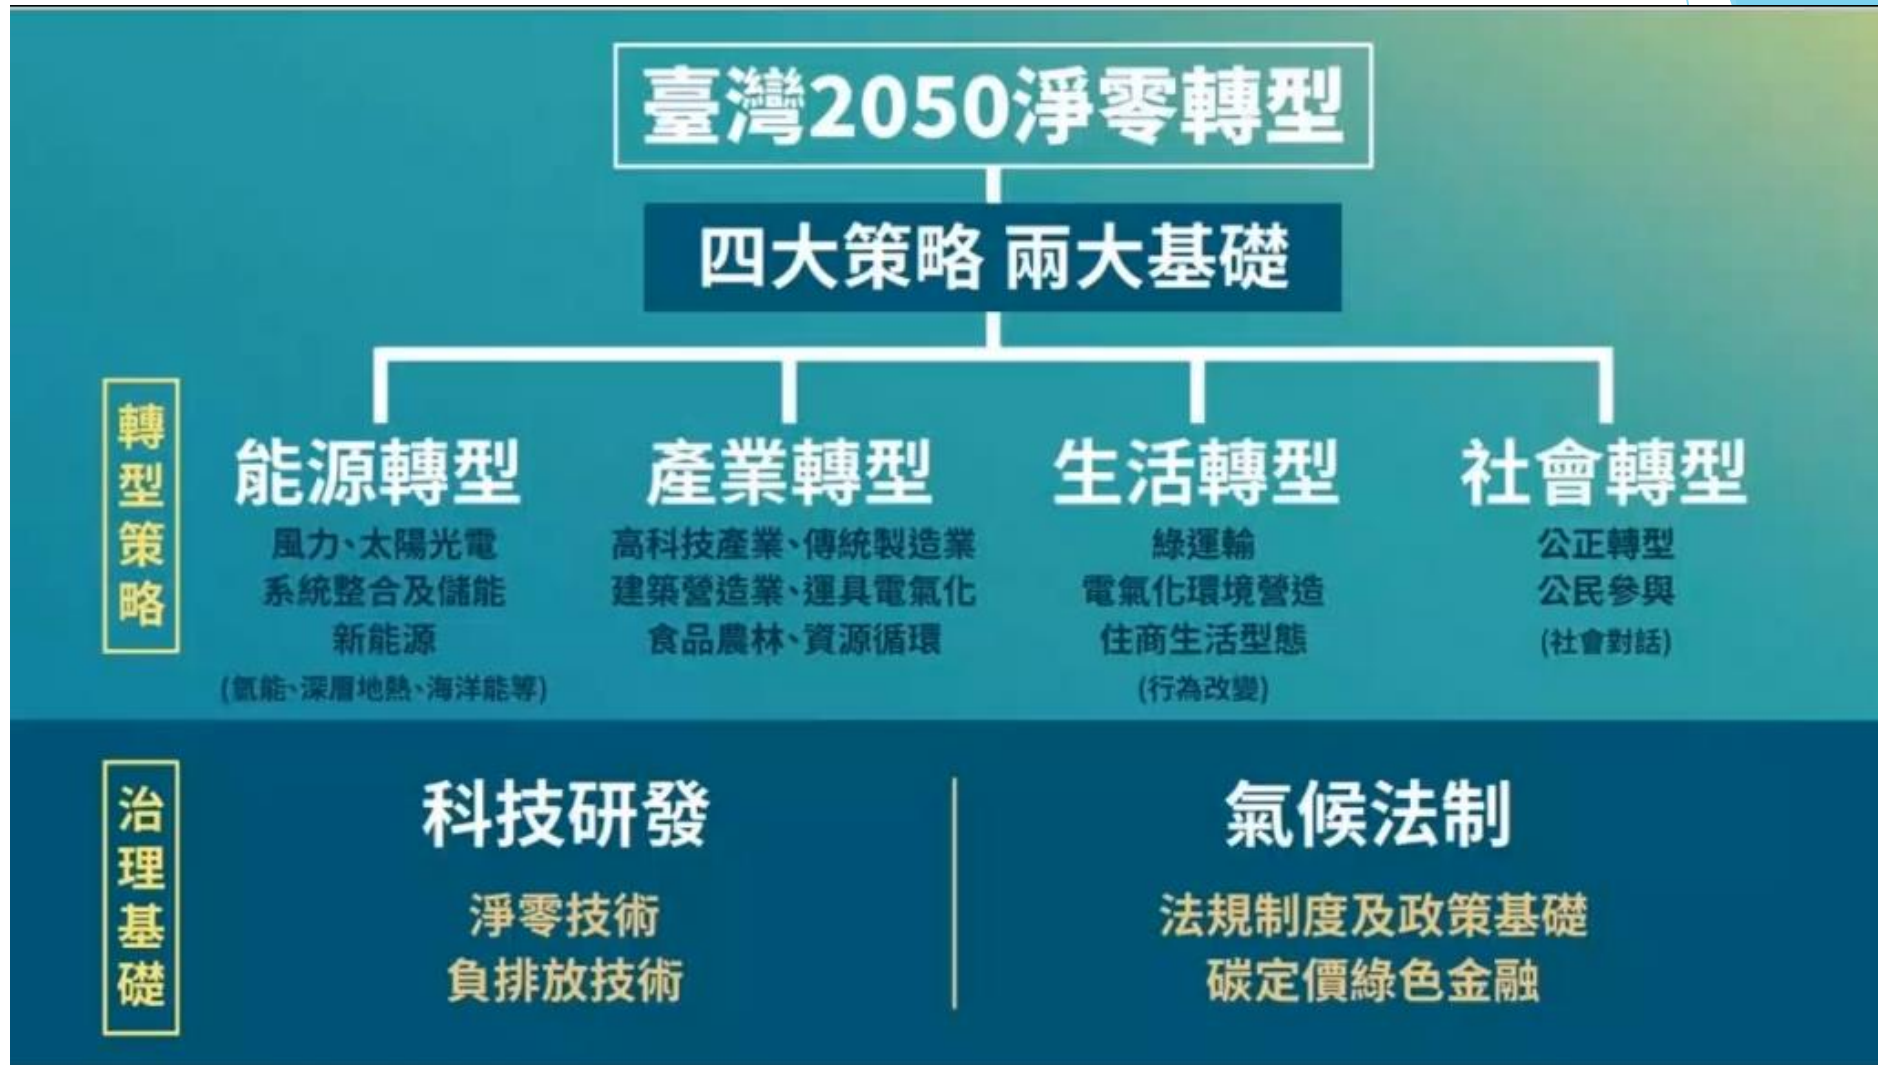 臺灣2050淨零轉型
四大策略 兩大基礎
轉型策略
能源轉型
風力、太陽光電
系統整合及儲能
新能源
(氫能、深層地熱、海洋能等)
產業轉型
高科技產業、傳統製造業
建築營造業、運具電氣化
食品農林、資源循環
生活轉型
綠運輸
電氣化環境營造
住商生活型態
(行為改變)
社會轉型
公正轉型
公民參與
(社會對話)
治理基礎
科技研發
淨零技術
負排放技術
氣候法制
法規制度及政策基礎
碳定價綠色金融